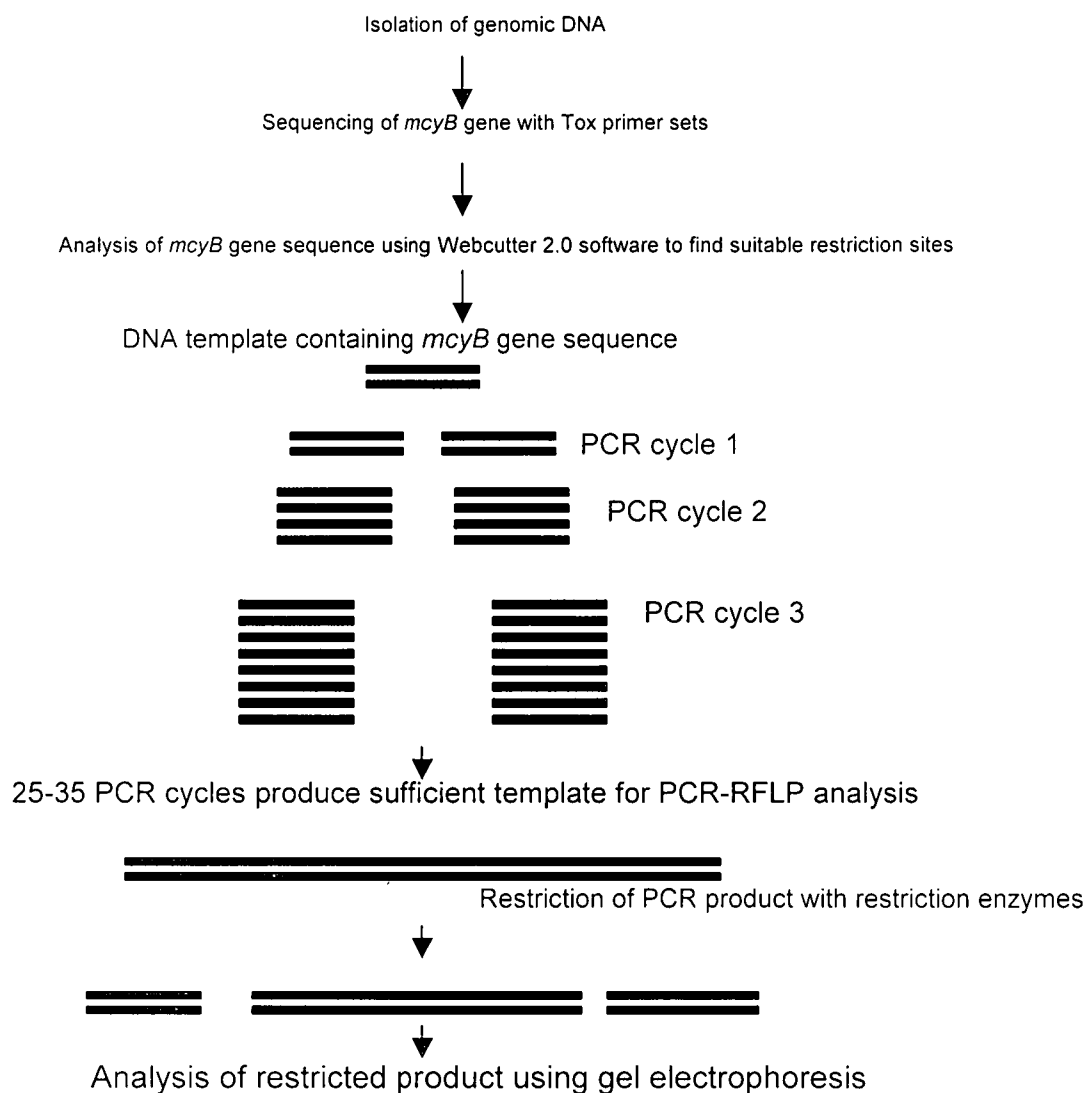 Isolation of genomic DNA
Sequencing of mcyB gene with Tox primer sets
Analysis of mcyB gene sequence using Webcutter 2.0 software to find suitable restriction sites
DNA template containing mcyB gene sequence
PCR cycle 1
PCR cycle 2
PCR cycle 3
25-35 PCR cycles produce sufficient template for PCR-RFLP analysis
Restriction of PCR product with restriction enzymes
Analysis of restricted product using gel electrophoresis